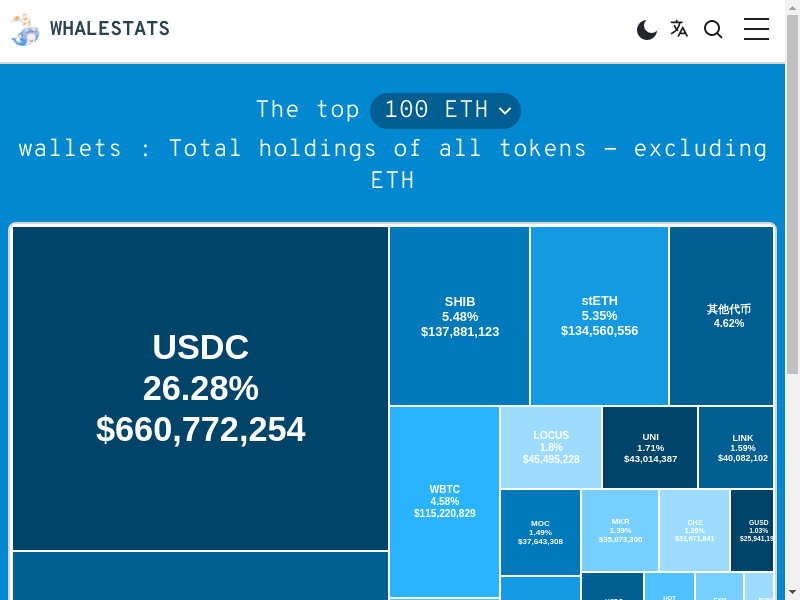 WHALESTATS
The top 100 ETH
wallets : Total holdings of all tokens – excluding
ETH
USDC
26.28%
$660,772,254
SHIB
5.48%
$137,881,123
stETH
5.35%
$134,560,556
其他代币
4.62%
WBTC
4.58%
$115,220,829
LOCUS
1.8%
$45,495,228
UNI
1.71%
$43,014,387
LINK
1.59%
$40,082,102
MOC
1.49%
$37,643,308
MKR
1.39%
$35,073,300
CHZ
1.26%
$31,671,841
GUSD
1.03%
HOT